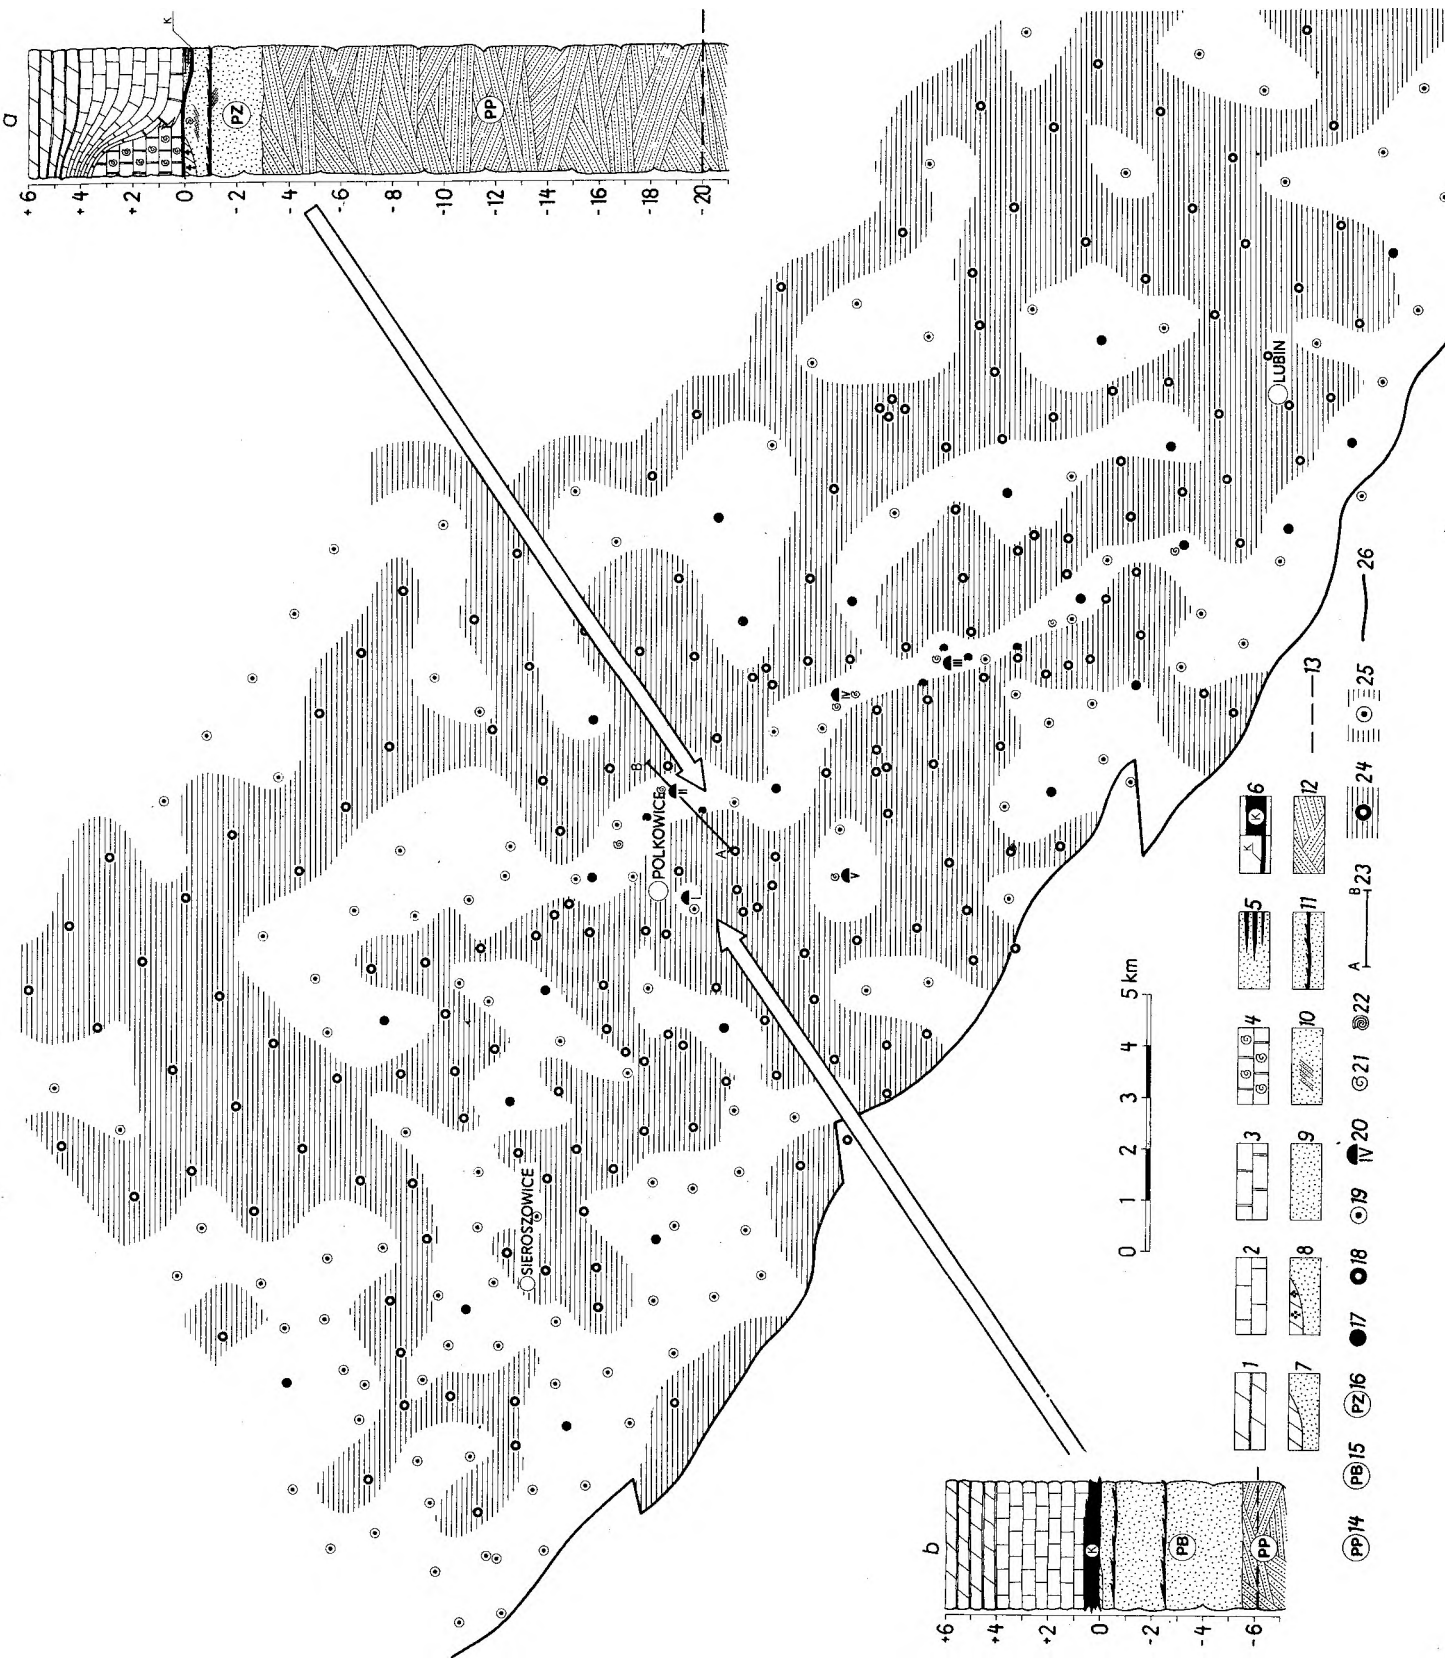 a
K
+6
+4
+2
0
-2
-4
-6
-8
-10
-12
-14
-16
-18
-20
PZ
PP
POLKOWICE
SIEROSZOWICE
LUBIN
A
B
I
II
III
IV
V
b
+6
+4
+2
0
-2
-4
-6
K
PB
PP
0 1 2 3 4 5 km
1 2 3 4 5 K K 6
7 8 9 10 11 12 13
PP 14 PB 15 PZ 16 17 18 19 IV 20 21 22 A B 23 24 25 26